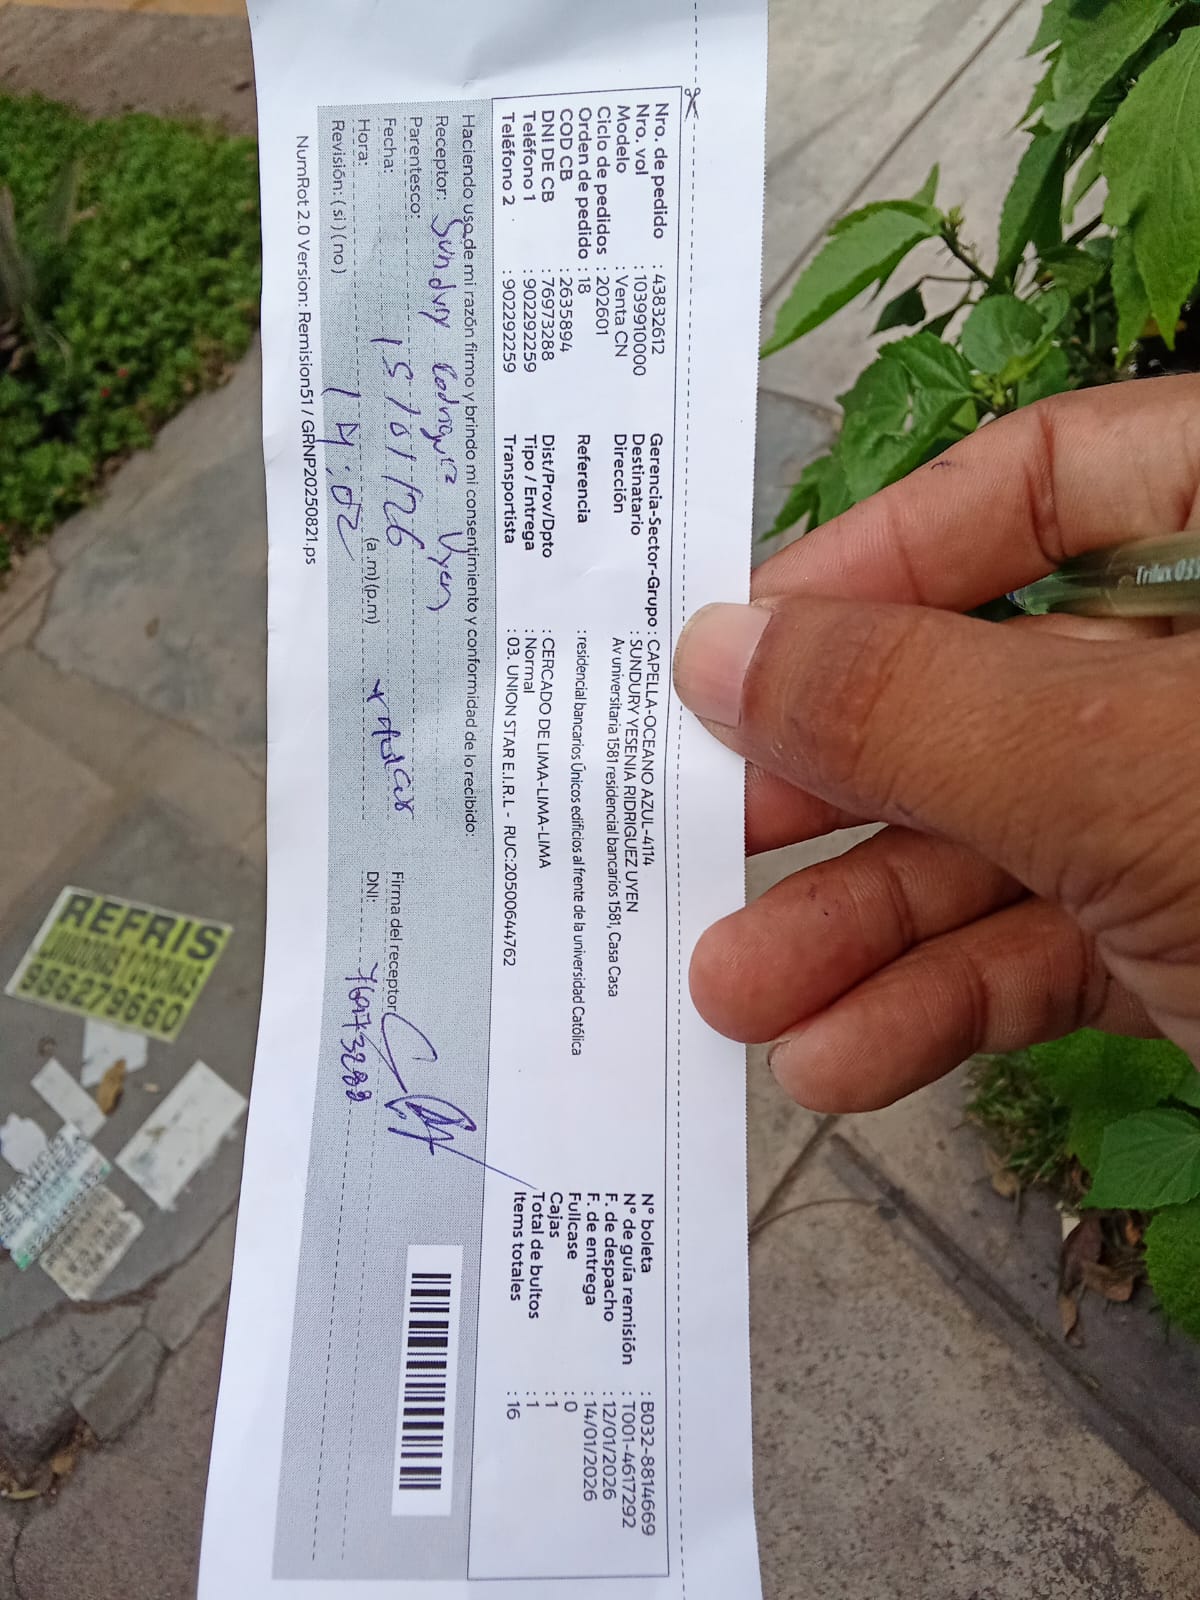 Nro. de pedido : 43832612
Nro. vol : 1039910000
Modelo : Venta CN
Ciclo de pedidos : 202601
Orden de pedido : 18
COD CB : 2635894
DNI DE CB : 76973288
Teléfono 1 : 902292259
Teléfono 2 : 902292259
Gerencia-Sector-Grupo : CAPELLA-OCEANO AZUL-4114
Destinatario : SUNDURY YESENIA RIDRIGUEZ UYEN
Dirección Av universitaria 1581 residencial bancarios 1581, Casa Casa
Referencia : residencial bancarios Únicos edificios al frente de la universidad Católica
Dist/Prov/Dpto : CERCADO DE LIMA-LIMA-LIMA
Tipo / Entrega : Normal
Transportista : 03. UNION STAR E.I.R.L - RUC:20500644762
N° boleta : B032-8814669
N° de guía remisión : T001-4617292
F. de despacho : 12/01/2026
F. de entrega : 14/01/2026
Fullcase : 0
Cajas : 1
Total de bultos : 1
Items totales : 16
Haciendo uso de mi razón firmo y brindo mi consentimiento y conformidad de lo recibido:
Receptor: Uyen
Parentesco:
Fecha: 15/01/26
Hora: 14:02 (a.m)(p.m)
Revisión: (si) (no)
Firma del receptor
DNI: 76973288
NumRot 2.0 Version: Remision51 / GRNP20250821.ps
REFRIS
986279660
Trilux 03